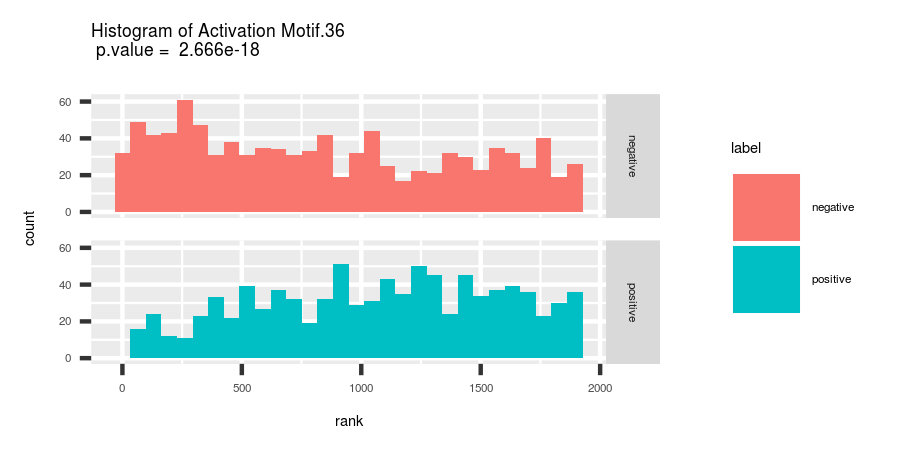 Histogram of Activation Motif.36
p.value = 2.666e-18
60
40
20
0
negative
60
40
20
0
positive
count
0 500 1000 1500 2000
rank
label
negative
positive